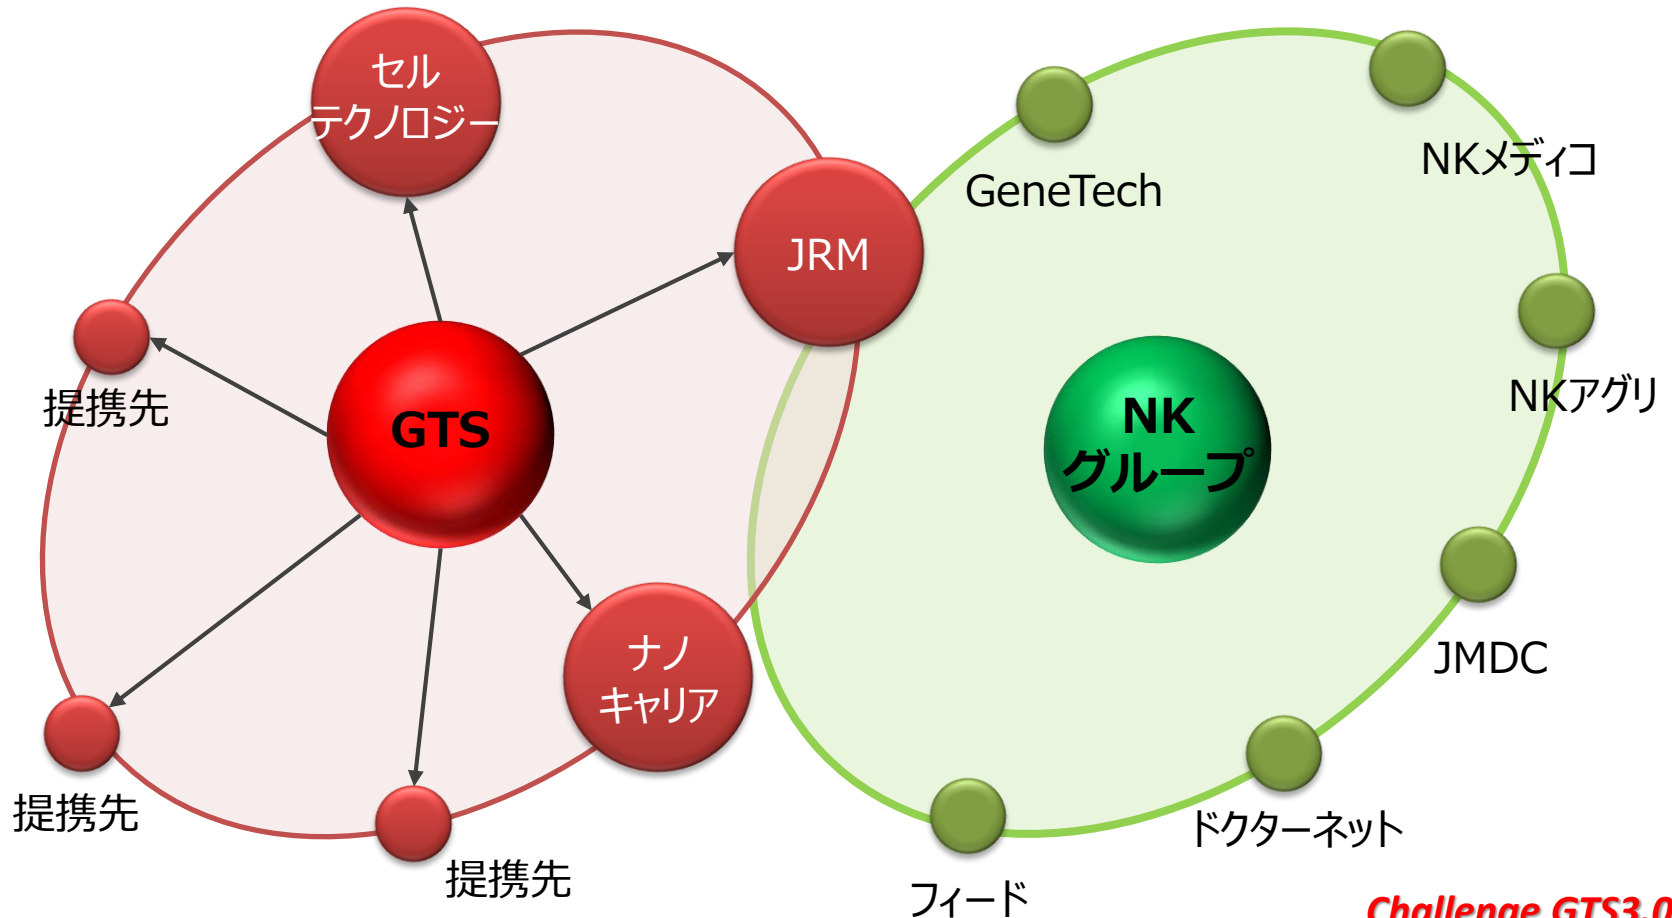 セル
テクノロジー
JRM
GTS
提携先
提携先
提携先
ナノ
キャリア
GeneTech
NKメディコ
NKアグリ
NK
グループ
JMDC
ドクターネット
フィード
Challenge GTS3.0